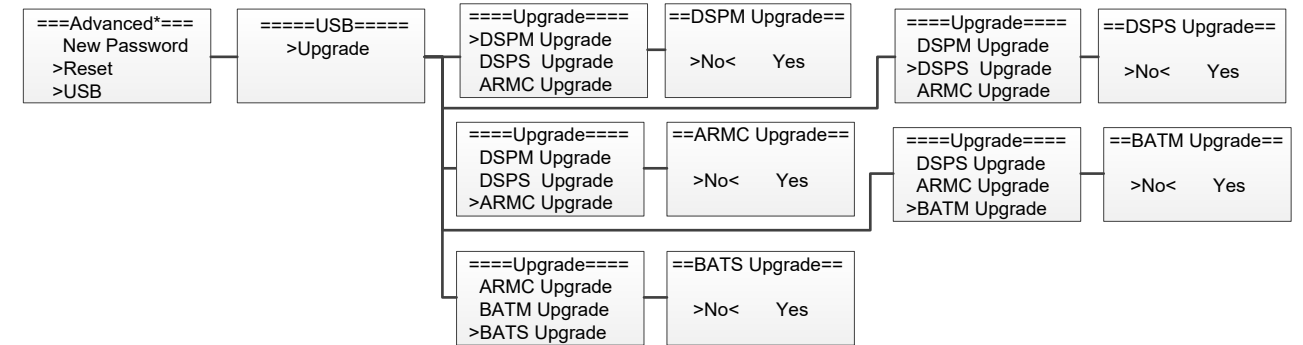 ===Advanced*===
New Password
>Reset
>USB
=====USB=====
>Upgrade
====Upgrade====
>DSPM Upgrade
DSPS  Upgrade
ARMC Upgrade
==DSPM Upgrade==
>No<    Yes
====Upgrade====
DSPM Upgrade
>DSPS  Upgrade
ARMC Upgrade
==DSPS Upgrade==
>No<    Yes
====Upgrade====
DSPM Upgrade
DSPS  Upgrade
>ARMC Upgrade
==ARMC Upgrade==
>No<    Yes
====Upgrade====
DSPS Upgrade
ARMC Upgrade
>BATM Upgrade
==BATM Upgrade==
>No<    Yes
====Upgrade====
ARMC Upgrade
BATM Upgrade
>BATS Upgrade
==BATS Upgrade==
>No<    Yes